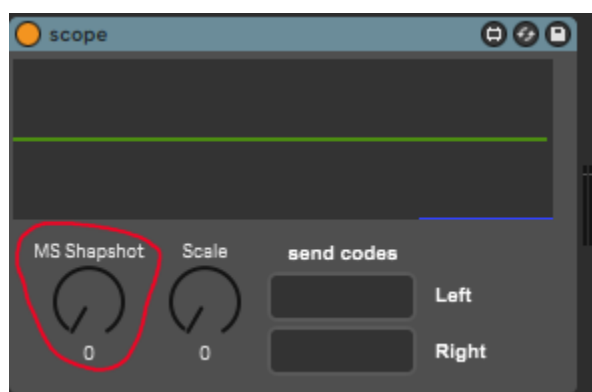 scope
MS Shapshot
Scale
send codes
Left
0
0
Right